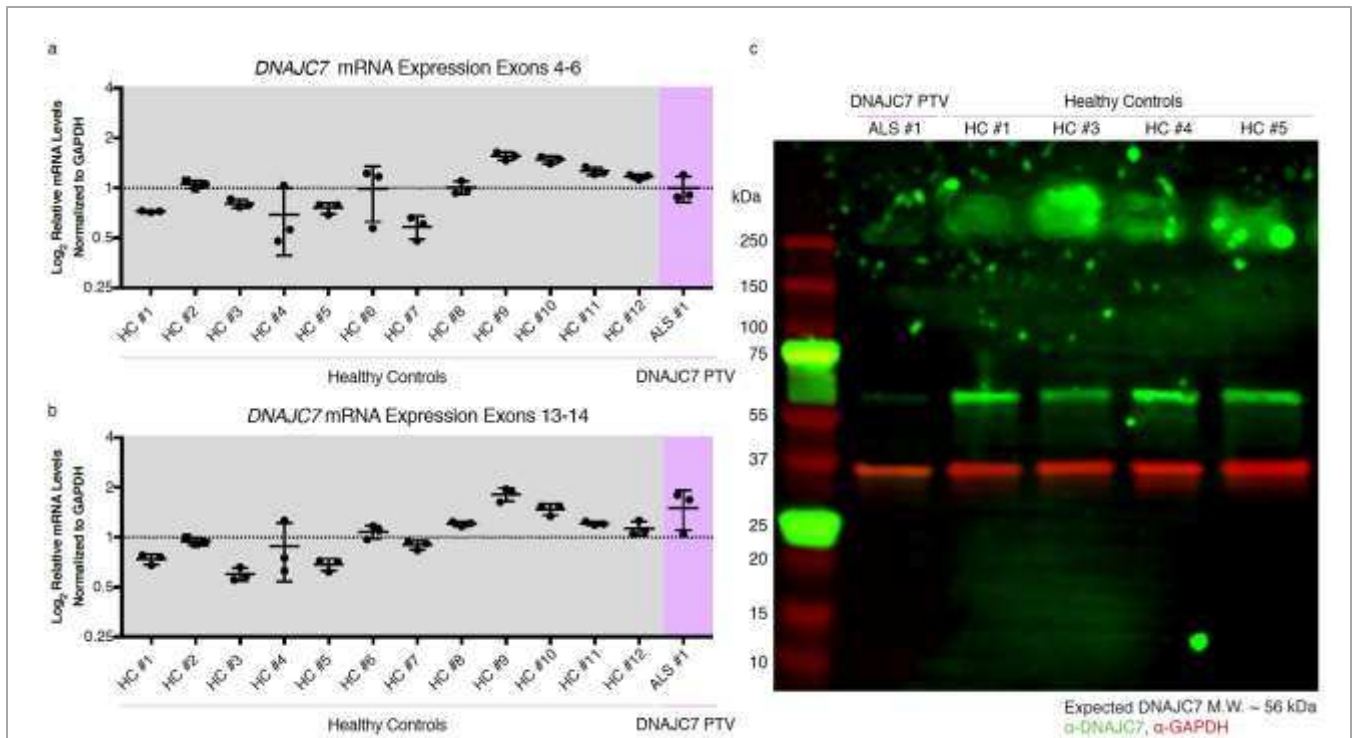 a
DNAJC7 mRNA Expression Exons 4-6
Log2 Relative mRNA Levels
Normalized to GAPDH
4
2
1
0.5
0.25
HC #1 HC #2 HC #3 HC #4 HC #5 HC #6 HC #7 HC #8 HC #9 HC #10 HC #11 HC #12 ALS #1
Healthy Controls DNAJC7 PTV
b
DNAJC7 mRNA Expression Exons 13-14
Log2 Relative mRNA Levels
Normalized to GAPDH
4
2
1
0.5
0.25
HC #1 HC #2 HC #3 HC #4 HC #5 HC #6 HC #7 HC #8 HC #9 HC #10 HC #11 HC #12 ALS #1
Healthy Controls DNAJC7 PTV
c
DNAJC7 PTV Healthy Controls
ALS #1 HC #1 HC #3 HC #4 HC #5
kDa
250
150
100
75
55
37
25
20
15
10
Expected DNAJC7 M.W. ~ 56 kDa
α-DNAJC7, α-GAPDH